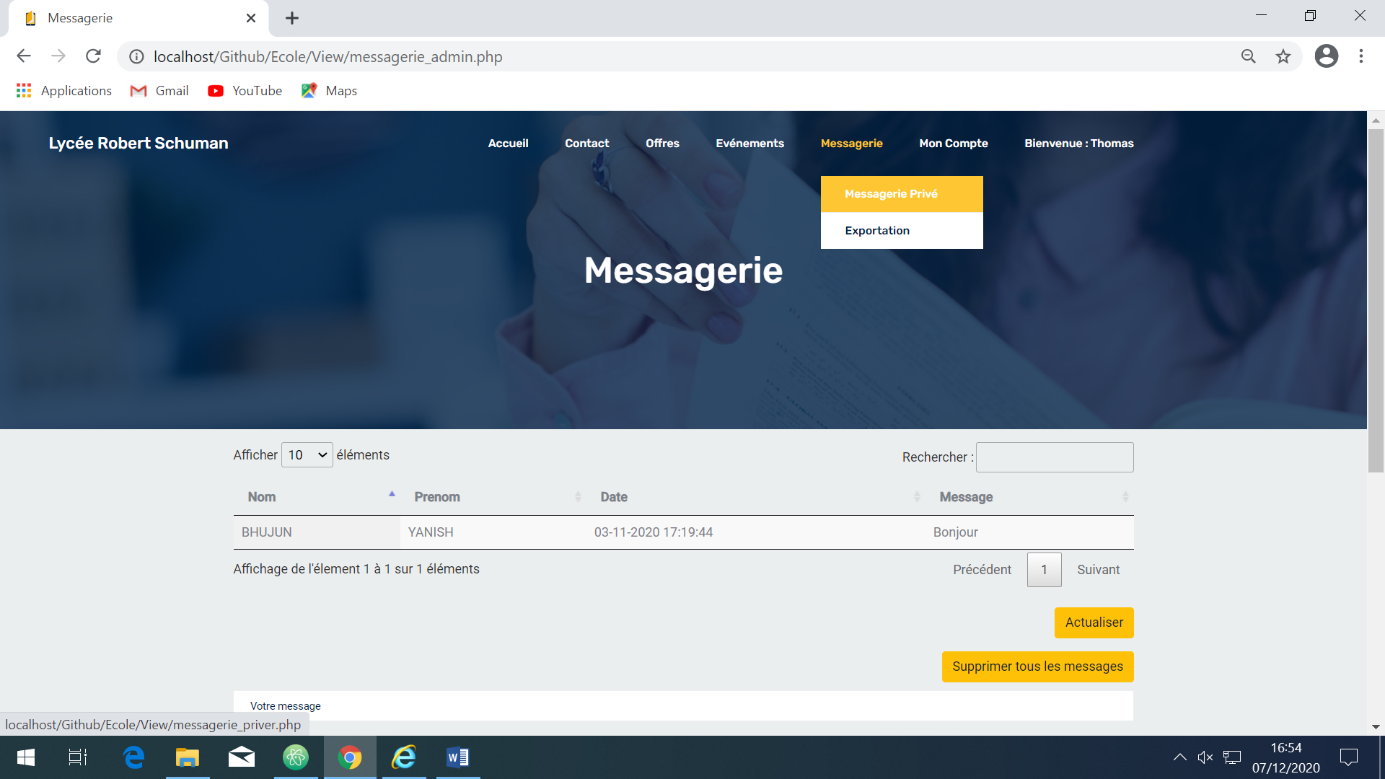 Messagerie
localhost/Github/Ecole/View/messagerie_admin.php
Applications Gmail YouTube Maps
Lycée Robert Schuman Accueil Contact Offres Evénements Messagerie Mon Compte Bienvenue : Thomas
Messagerie Privé
Exportation
Messagerie
Afficher 10 éléments Rechercher :
Nom Prenom Date Message
BHUJUN YANISH 03-11-2020 17:19:44 Bonjour
Affichage de l'élement 1 à 1 sur 1 éléments Précédent 1 Suivant
Actualiser
Supprimer tous les messages
Votre message
localhost/Github/Ecole/View/messagerie_priver.php
16:54
07/12/2020